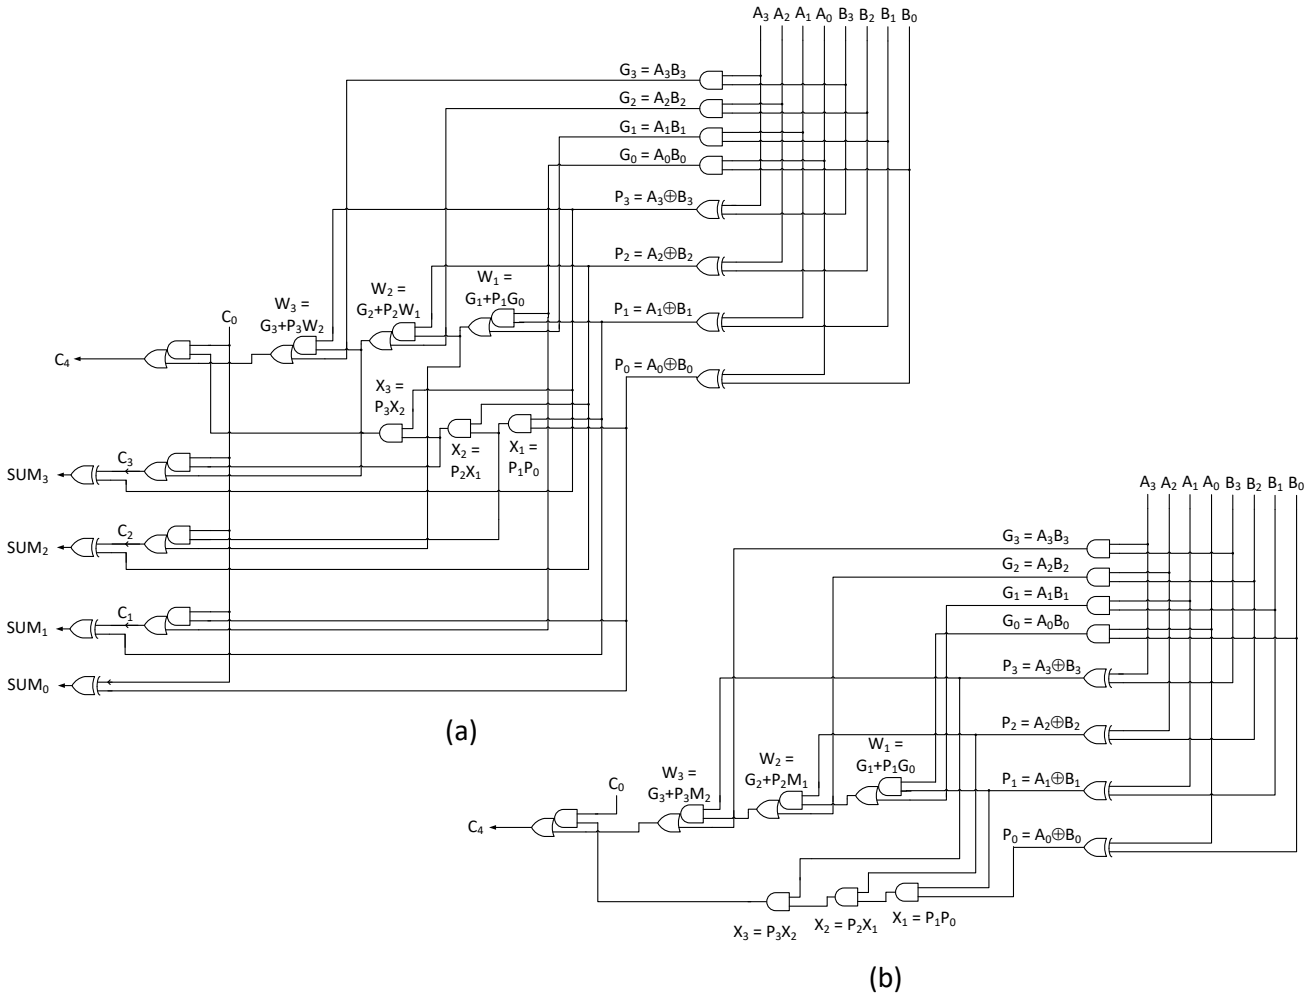 A₃ A₂ A₁ A₀ B₃ B₂ B₁ B₀
G₃ = A₃B₃
G₂ = A₂B₂
G₁ = A₁B₁
G₀ = A₀B₀
P₃ = A₃⊕B₃
P₂ = A₂⊕B₂
P₁ = A₁⊕B₁
P₀ = A₀⊕B₀
W₁ =
G₁+P₁G₀
W₂ =
G₂+P₂W₁
W₃ =
G₃+P₃W₂
C₀
C₄
X₃ =
P₃X₂
X₂ =
P₂X₁
X₁ =
P₁P₀
C₃
SUM₃
C₂
SUM₂
C₁
SUM₁
SUM₀
(a)
A₃ A₂ A₁ A₀ B₃ B₂ B₁ B₀
G₃ = A₃B₃
G₂ = A₂B₂
G₁ = A₁B₁
G₀ = A₀B₀
P₃ = A₃⊕B₃
P₂ = A₂⊕B₂
P₁ = A₁⊕B₁
P₀ = A₀⊕B₀
W₁ =
G₁+P₁G₀
W₂ =
G₂+P₂M₁
W₃ =
G₃+P₃M₂
C₀
C₄
X₃ = P₃X₂
X₂ = P₂X₁
X₁ = P₁P₀
(b)